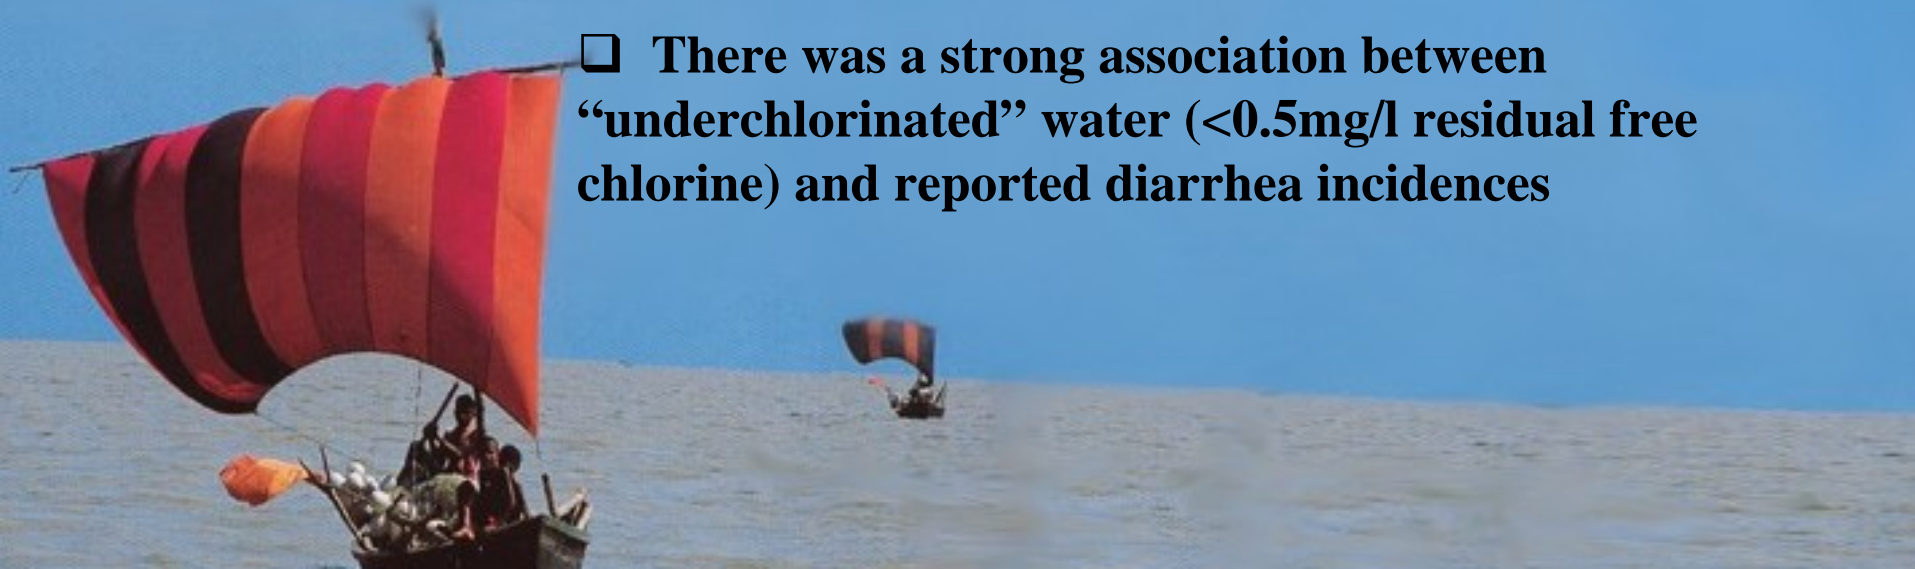 ❑ There was a strong association between
“underchlorinated” water (<0.5mg/l residual free
chlorine) and reported diarrhea incidences